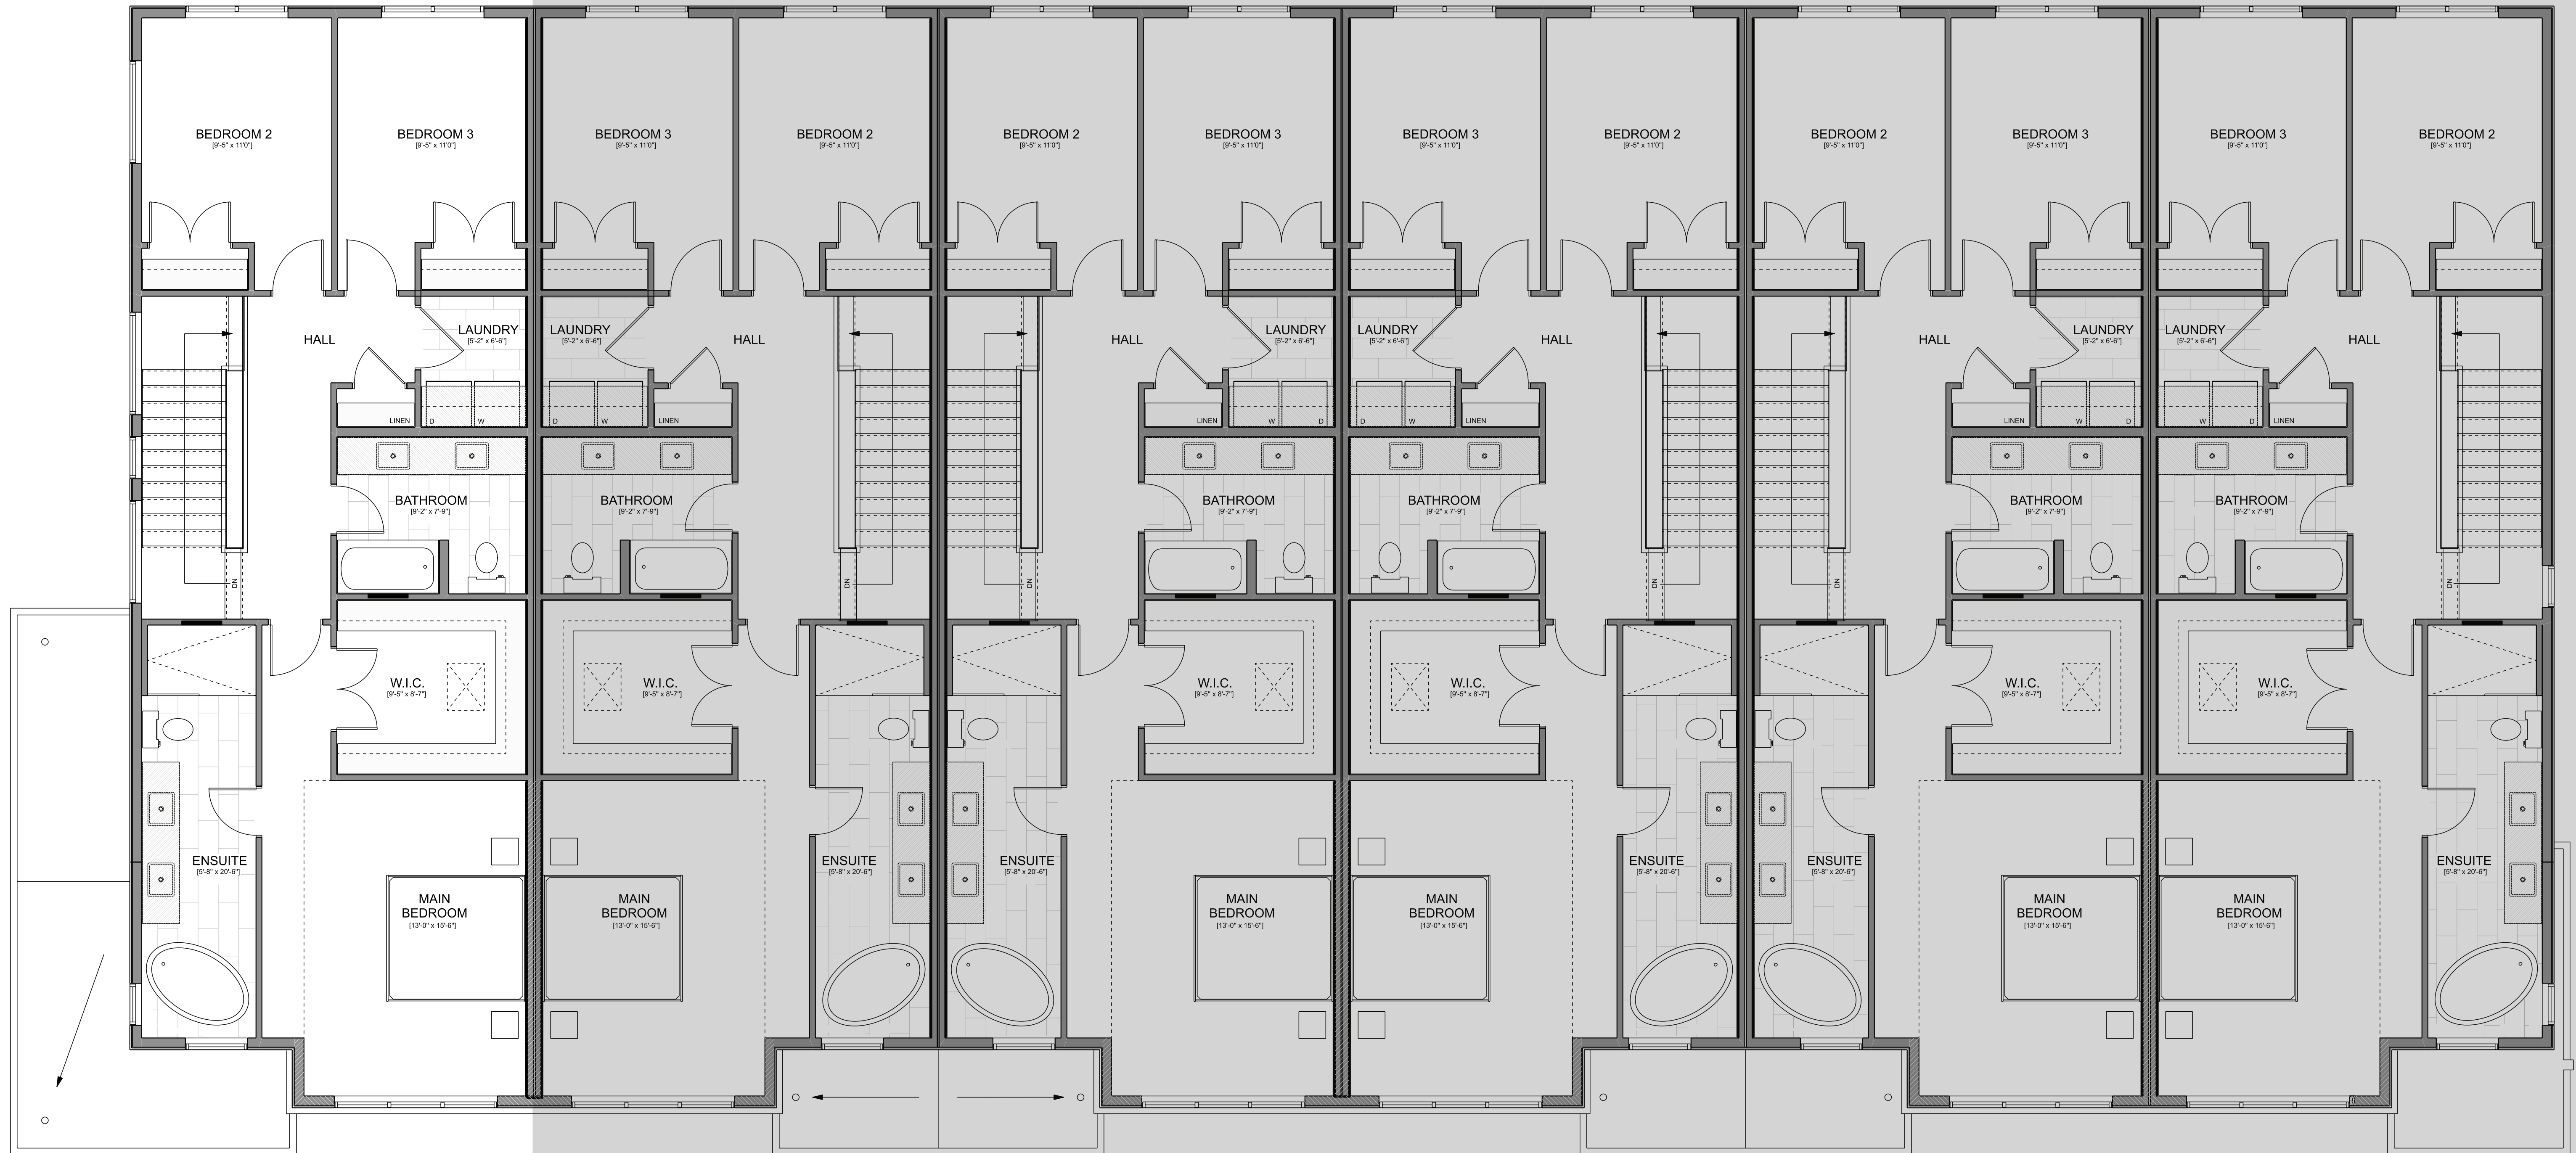 BEDROOM 2
[9'-5" x 11'0"]
BEDROOM 3
[9'-5" x 11'0"]
BEDROOM 3
[9'-5" x 11'0"]
BEDROOM 2
[9'-5" x 11'0"]
BEDROOM 2
[9'-5" x 11'0"]
BEDROOM 3
[9'-5" x 11'0"]
BEDROOM 3
[9'-5" x 11'0"]
BEDROOM 2
[9'-5" x 11'0"]
BEDROOM 2
[9'-5" x 11'0"]
BEDROOM 3
[9'-5" x 11'0"]
BEDROOM 3
[9'-5" x 11'0"]
BEDROOM 2
[9'-5" x 11'0"]
HALL
LAUNDRY
[5'-2" x 6'-6"]
LAUNDRY
[5'-2" x 6'-6"]
HALL
HALL
LAUNDRY
[5'-2" x 6'-6"]
LAUNDRY
[5'-2" x 6'-6"]
HALL
HALL
LAUNDRY
[5'-2" x 6'-6"]
LAUNDRY
[5'-2" x 6'-6"]
HALL
LINEN
D
W
D
W
LINEN
LINEN
W
D
D
W
LINEN
LINEN
W
D
W
D
LINEN
BATHROOM
[9'-2" x 7'-9"]
BATHROOM
[9'-2" x 7'-9"]
BATHROOM
[9'-2" x 7'-9"]
BATHROOM
[9'-2" x 7'-9"]
BATHROOM
[9'-2" x 7'-9"]
BATHROOM
[9'-2" x 7'-9"]
DN
DN
DN
DN
DN
DN
W.I.C.
[9'-5" x 8'-7"]
W.I.C.
[9'-5" x 8'-7"]
W.I.C.
[9'-5" x 8'-7"]
W.I.C.
[9'-5" x 8'-7"]
W.I.C.
[9'-5" x 8'-7"]
W.I.C.
[9'-5" x 8'-7"]
ENSUITE
[5'-8" x 20'-6"]
ENSUITE
[5'-8" x 20'-6"]
ENSUITE
[5'-8" x 20'-6"]
ENSUITE
[5'-8" x 20'-6"]
ENSUITE
[5'-8" x 20'-6"]
ENSUITE
[5'-8" x 20'-6"]
MAIN
BEDROOM
[13'-0" x 15'-6"]
MAIN
BEDROOM
[13'-0" x 15'-6"]
MAIN
BEDROOM
[13'-0" x 15'-6"]
MAIN
BEDROOM
[13'-0" x 15'-6"]
MAIN
BEDROOM
[13'-0" x 15'-6"]
MAIN
BEDROOM
[13'-0" x 15'-6"]